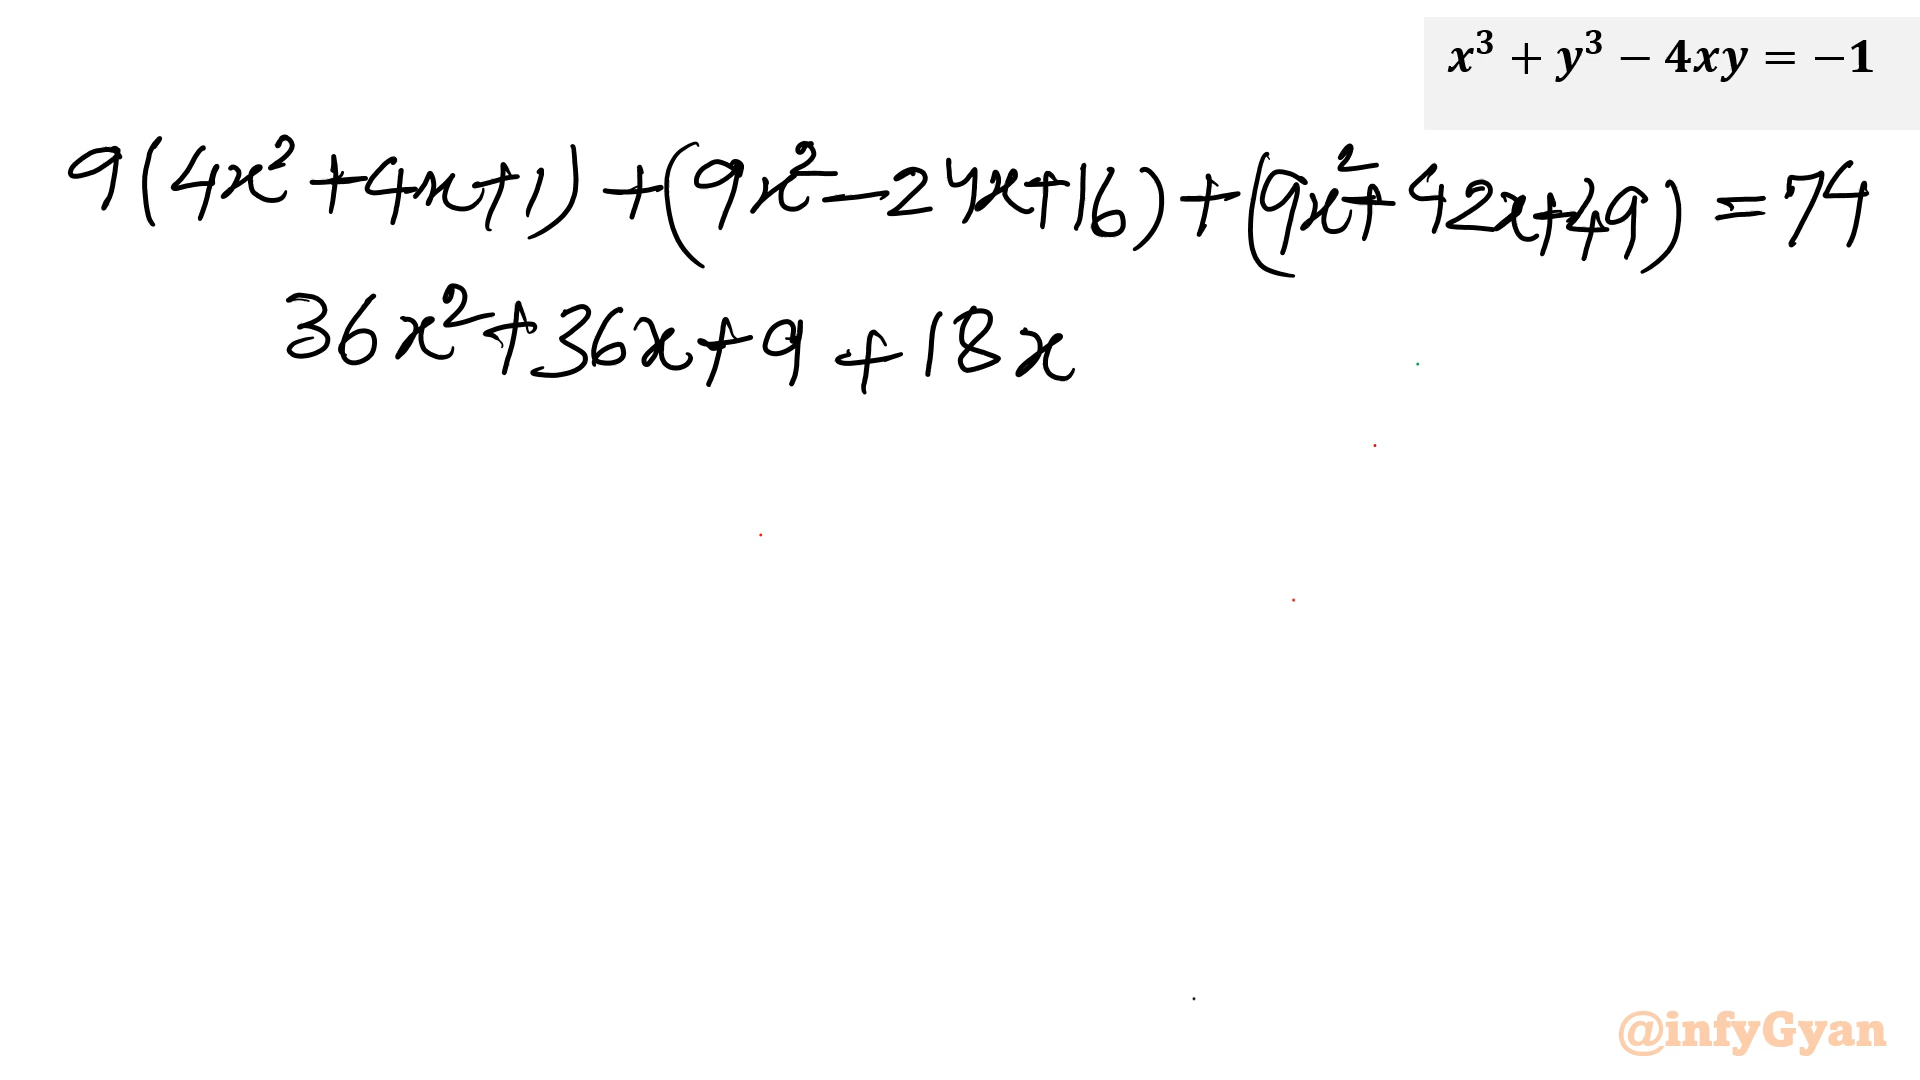 x³ + y³ − 4xy = −1
9(4x²+4x+1) + (9x²−24x+16) + (9x²+42x+49) = 74
36x²+36x+9 + 18x
@infyGyan